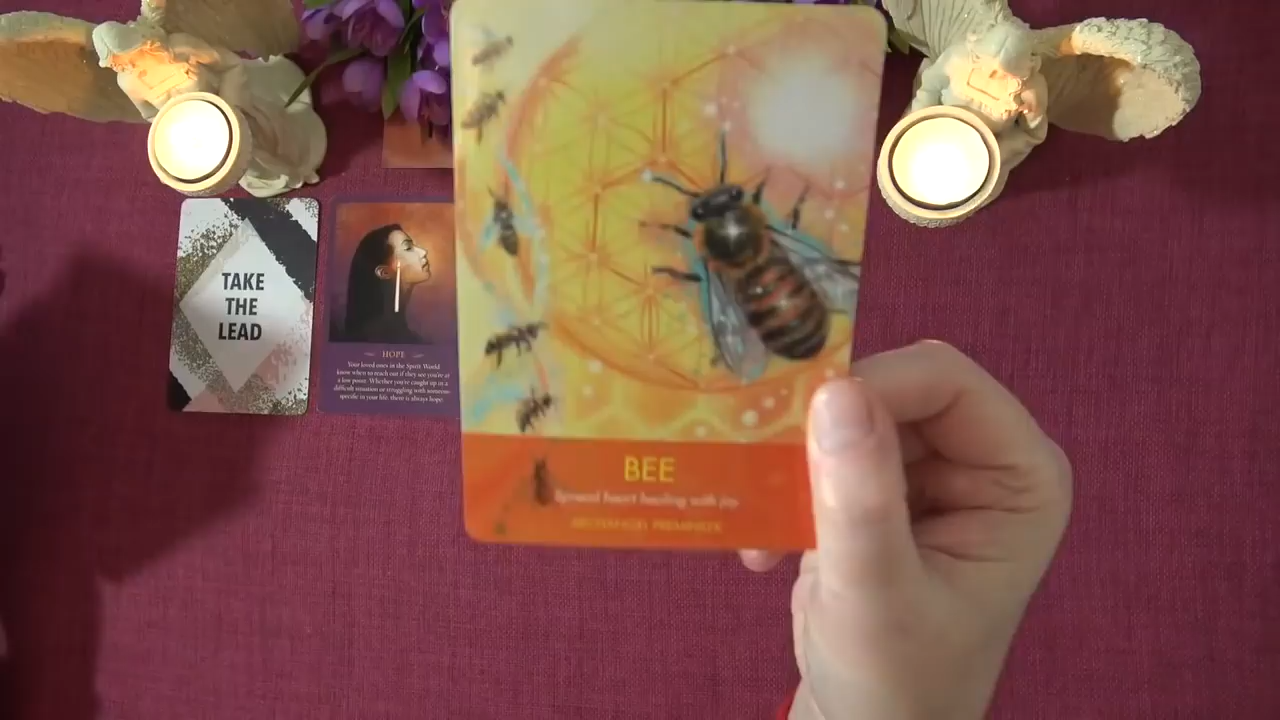 TAKE
THE
LEAD
HOPE
Your loved ones in the Spirit World
know when to reach out if they see you're at
a low point. Whether you're caught up in a
difficult situation or struggling with someone
specific in your life, there is always hope.
BEE
Spread heart healing with joy
ARCHANGEL